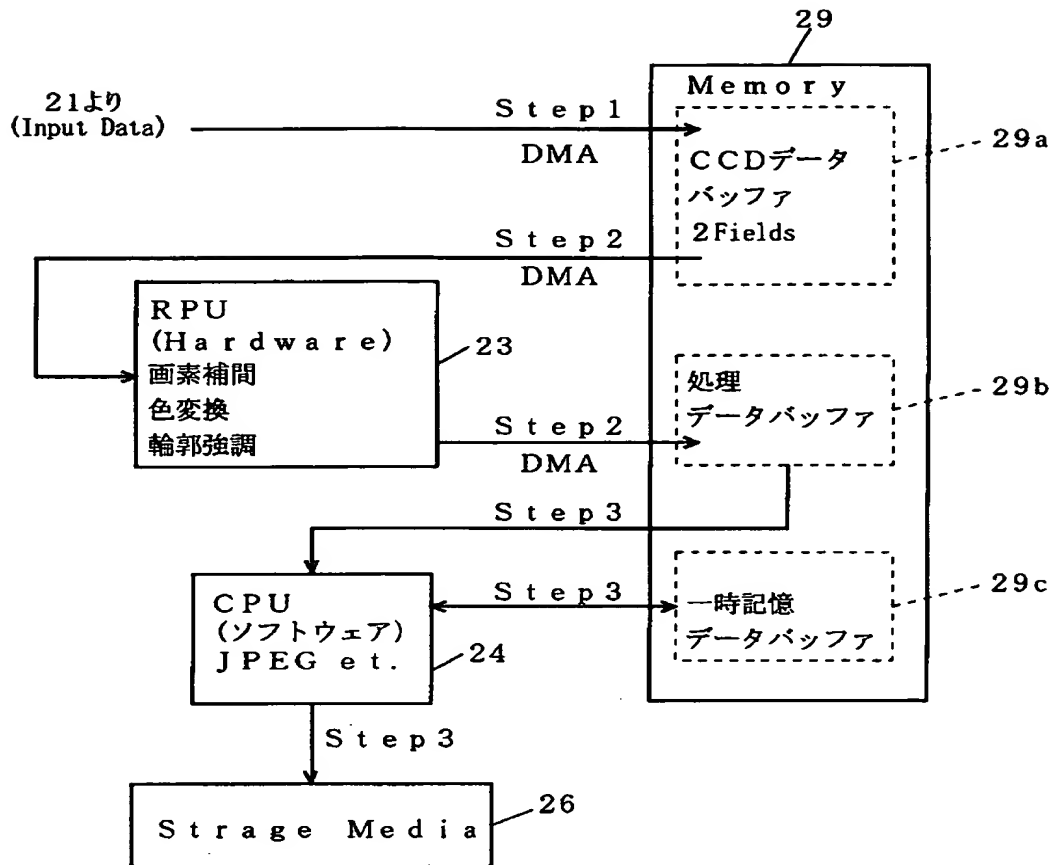 29
Memory
21より
(Input Data)
Step1
DMA
CCDデータ
バッファ
2Fields
29a
Step2
DMA
RPU
(Hardware)
画素補間
色変換
輪郭強調
23
処理
データバッファ
29b
Step2
DMA
Step3
CPU
(ソフトウェア)
JPEG et.
24
Step3
一時記憶
データバッファ
29c
Step3
Strage Media
26